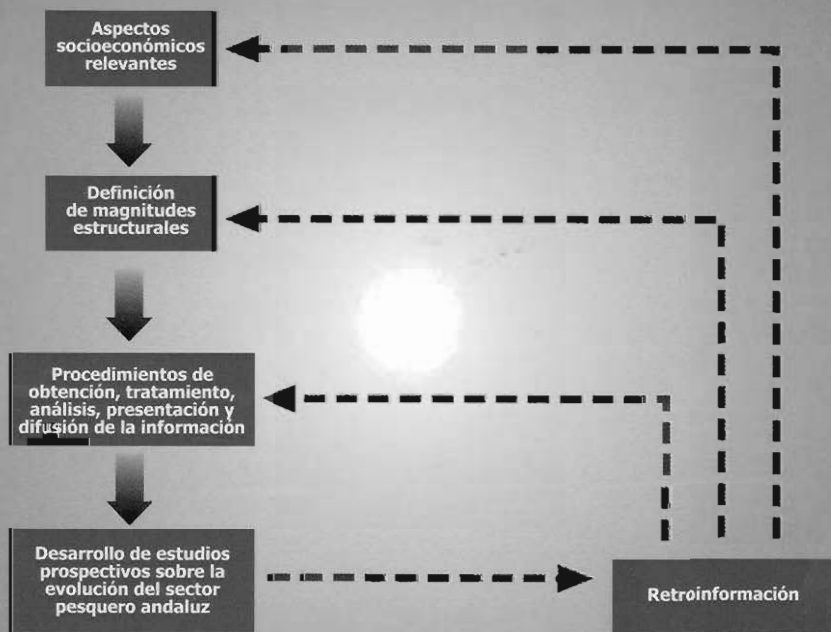 Aspectos
socioeconómicos
relevantes
Definición
de magnitudes
estructurales
Procedimientos de
obtención, tratamiento,
análisis, presentación y
difusión de la información
Desarrollo de estudios
prospectivos sobre la
evolución del sector
pesquero andaluz
Retroinformación